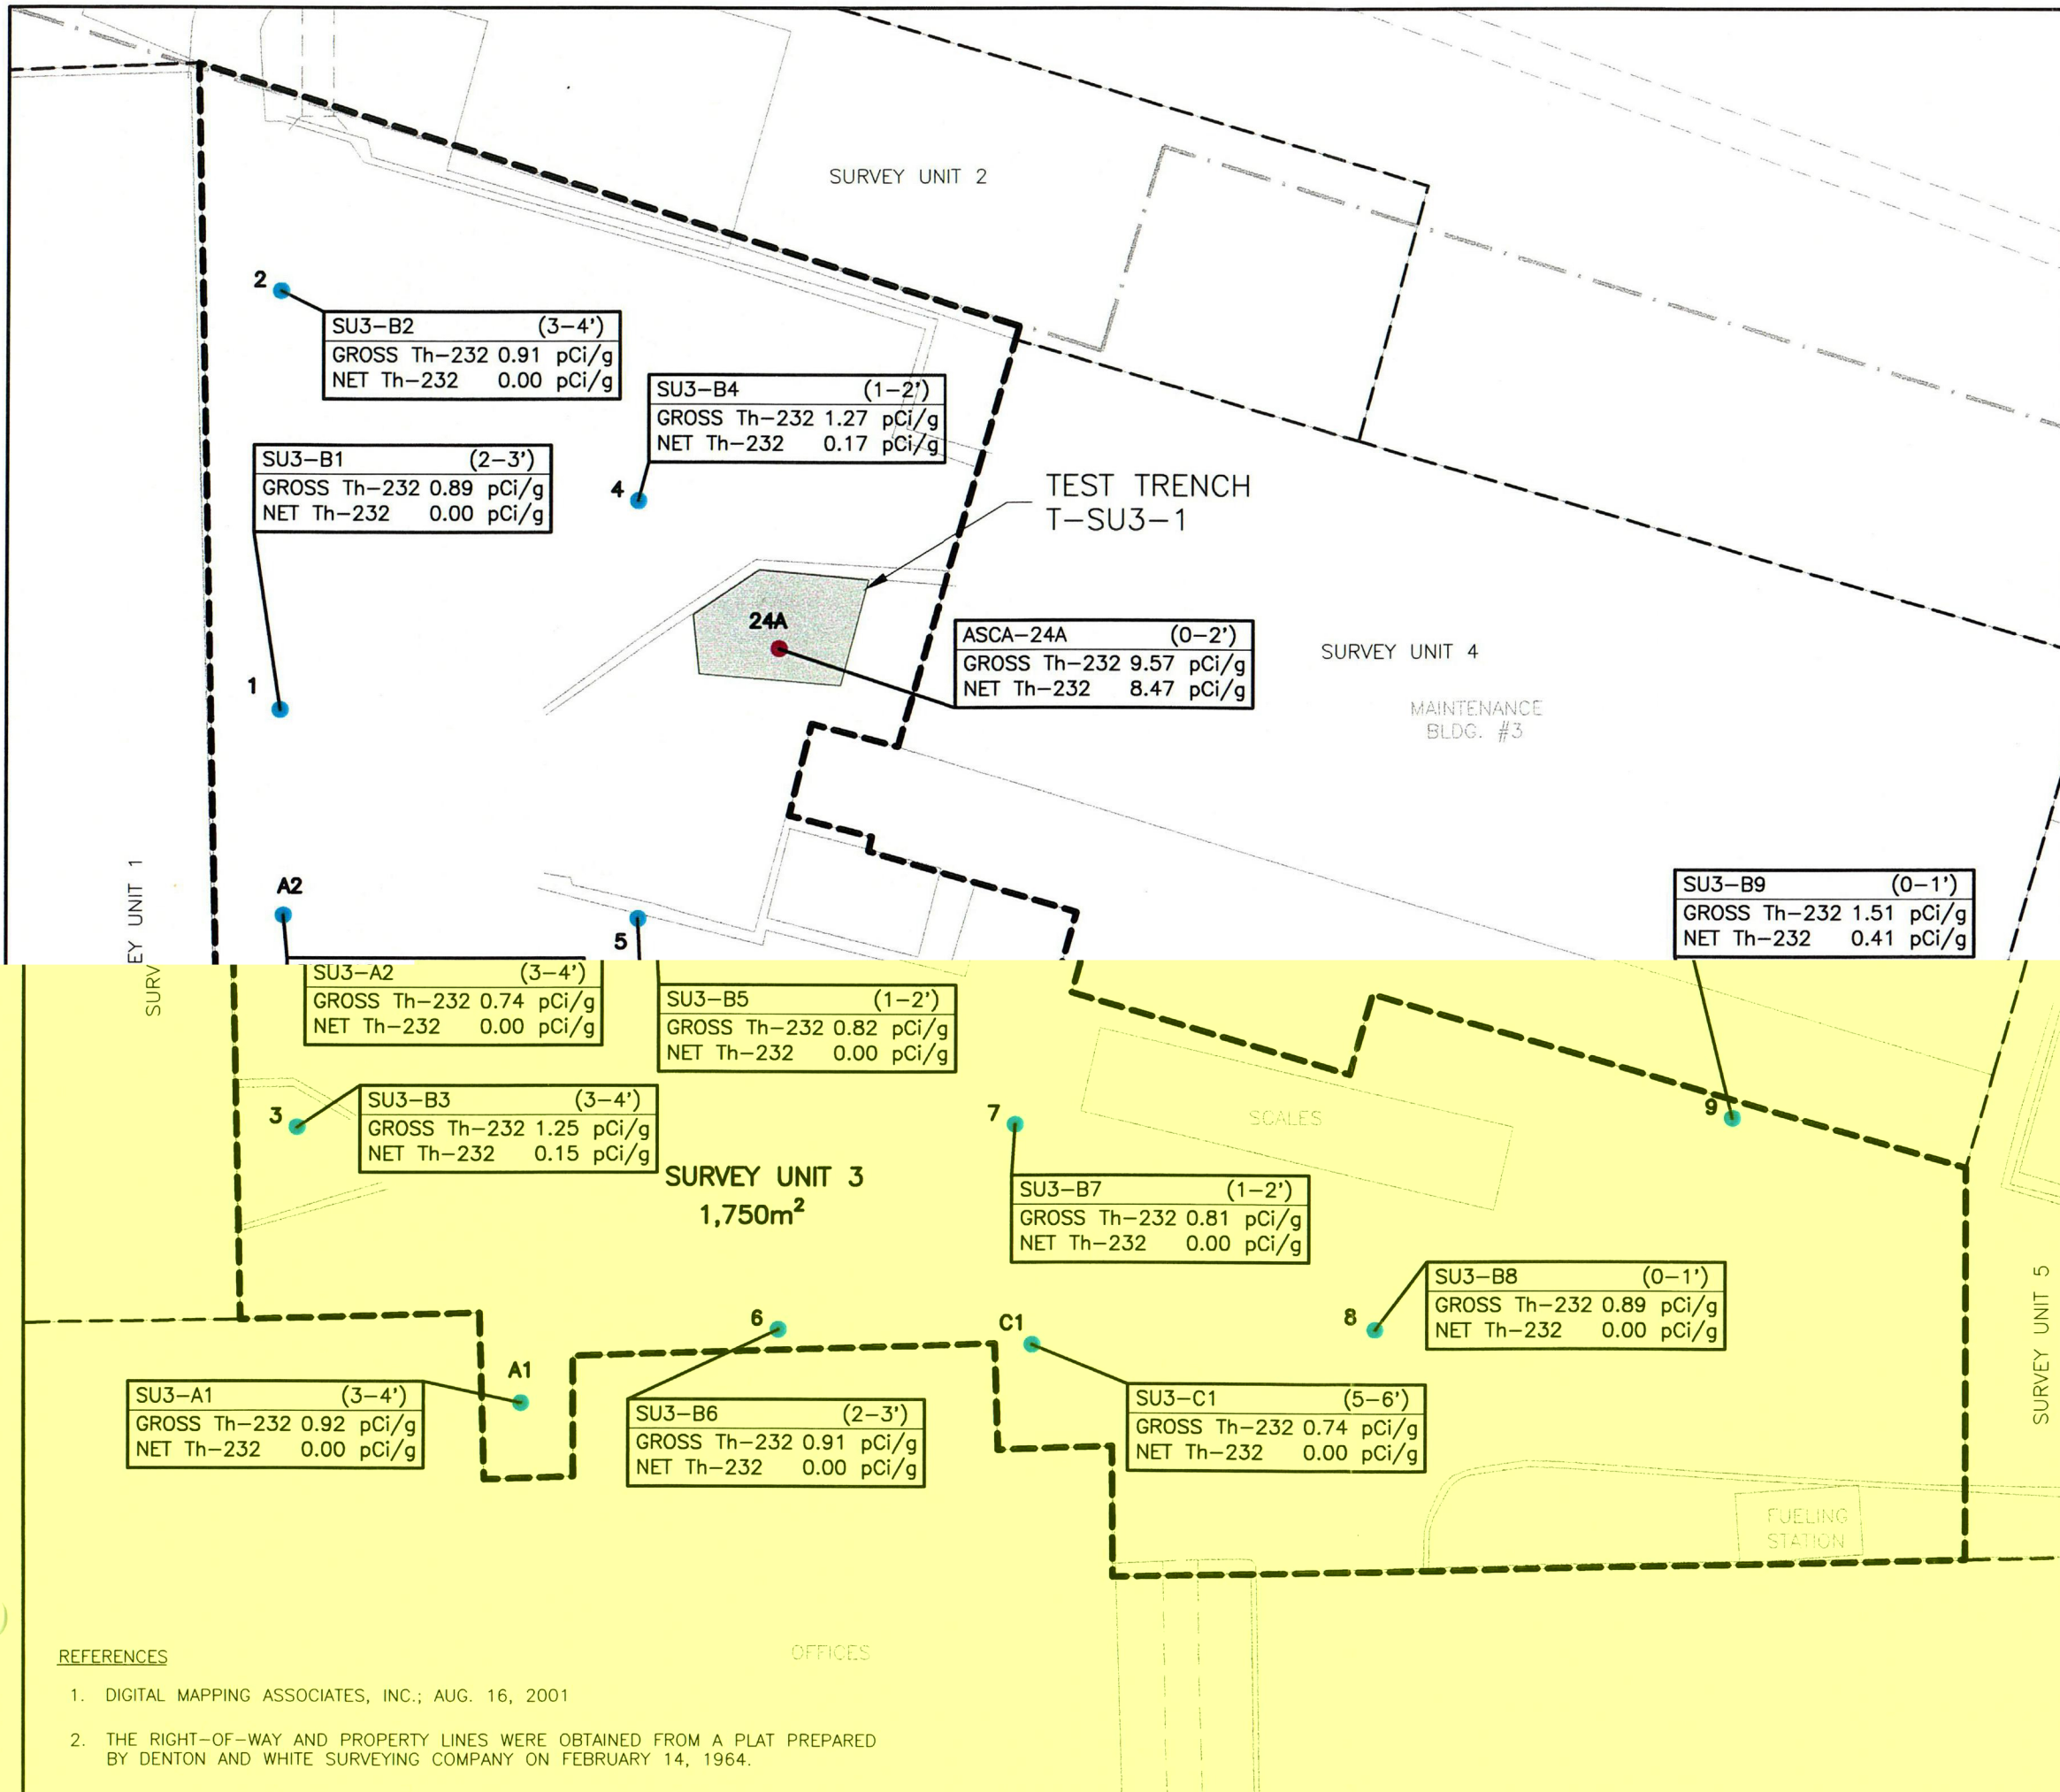 SURVEY UNIT 2
2
SU3-B2 (3-4')
GROSS Th-232 0.91 pCi/g
NET Th-232 0.00 pCi/g
SU3-B4 (1-2')
GROSS Th-232 1.27 pCi/g
NET Th-232 0.17 pCi/g
SU3-B1 (2-3')
GROSS Th-232 0.89 pCi/g
NET Th-232 0.00 pCi/g
4
TEST TRENCH
T-SU3-1
24A
ASCA-24A (0-2')
GROSS Th-232 9.57 pCi/g
NET Th-232 8.47 pCi/g
SURVEY UNIT 4
1
MAINTENANCE
BLDG. #3
SURVEY UNIT 1
A2
5
SU3-B9 (0-1')
GROSS Th-232 1.51 pCi/g
NET Th-232 0.41 pCi/g
SU3-A2 (3-4')
GROSS Th-232 0.74 pCi/g
NET Th-232 0.00 pCi/g
SU3-B5 (1-2')
GROSS Th-232 0.82 pCi/g
NET Th-232 0.00 pCi/g
3
SU3-B3 (3-4')
GROSS Th-232 1.25 pCi/g
NET Th-232 0.15 pCi/g
7
SCALES
9
SURVEY UNIT 3
1,750m²
SU3-B7 (1-2')
GROSS Th-232 0.81 pCi/g
NET Th-232 0.00 pCi/g
SU3-B8 (0-1')
GROSS Th-232 0.89 pCi/g
NET Th-232 0.00 pCi/g
6
C1
8
SURVEY UNIT 5
A1
SU3-A1 (3-4')
GROSS Th-232 0.92 pCi/g
NET Th-232 0.00 pCi/g
SU3-B6 (2-3')
GROSS Th-232 0.91 pCi/g
NET Th-232 0.00 pCi/g
SU3-C1 (5-6')
GROSS Th-232 0.74 pCi/g
NET Th-232 0.00 pCi/g
FUELING
STATION
OFFICES
REFERENCES
1. DIGITAL MAPPING ASSOCIATES, INC.; AUG. 16, 2001
2. THE RIGHT-OF-WAY AND PROPERTY LINES WERE OBTAINED FROM A PLAT PREPARED
BY DENTON AND WHITE SURVEYING COMPANY ON FEBRUARY 14, 1964.